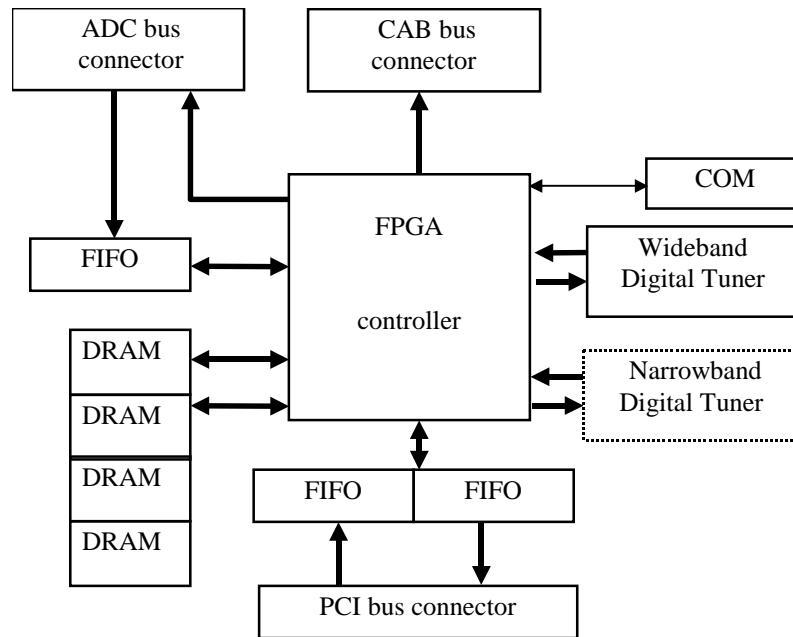 ADC bus
connector
CAB bus
connector
COM
FPGA
controller
Wideband
Digital Tuner
FIFO
DRAM
DRAM
DRAM
DRAM
Narrowband
Digital Tuner
FIFO
FIFO
PCI bus connector